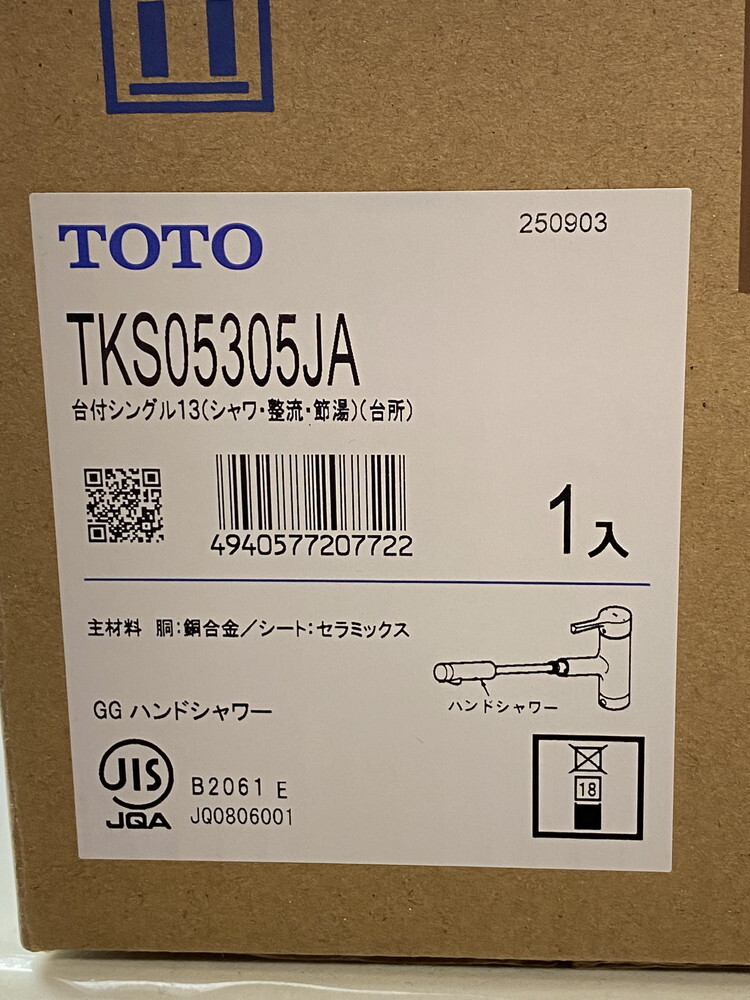 TOTO
250903
TKS05305JA
台付シングル13(シャワ・整流・節湯)(台所)
4940577207722
1入
主材料 胴:銅合金/シート:セラミックス
ハンドシャワー
GG ハンドシャワー
JIS
JQA
B2061 E
JQ0806001
18